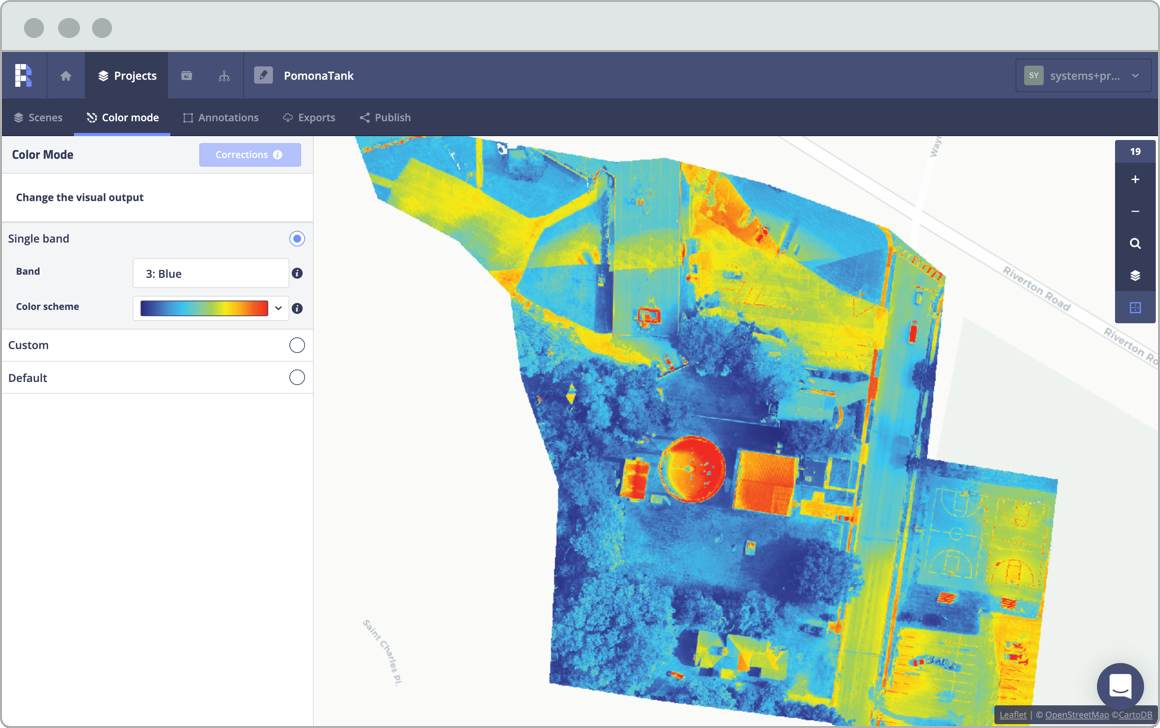 Projects
PomonaTank
SY
systems+pr...
Scenes
Color mode
Annotations
Exports
Publish
Color Mode
Corrections i
19
Change the visual output
+
−
Single band
Band
3: Blue
i
Color scheme
i
Custom
Default
Way
Riverton Road
Riverton Ro
Saint Charles Pl.
Leaflet | © OpenStreetMap ©CartoDB